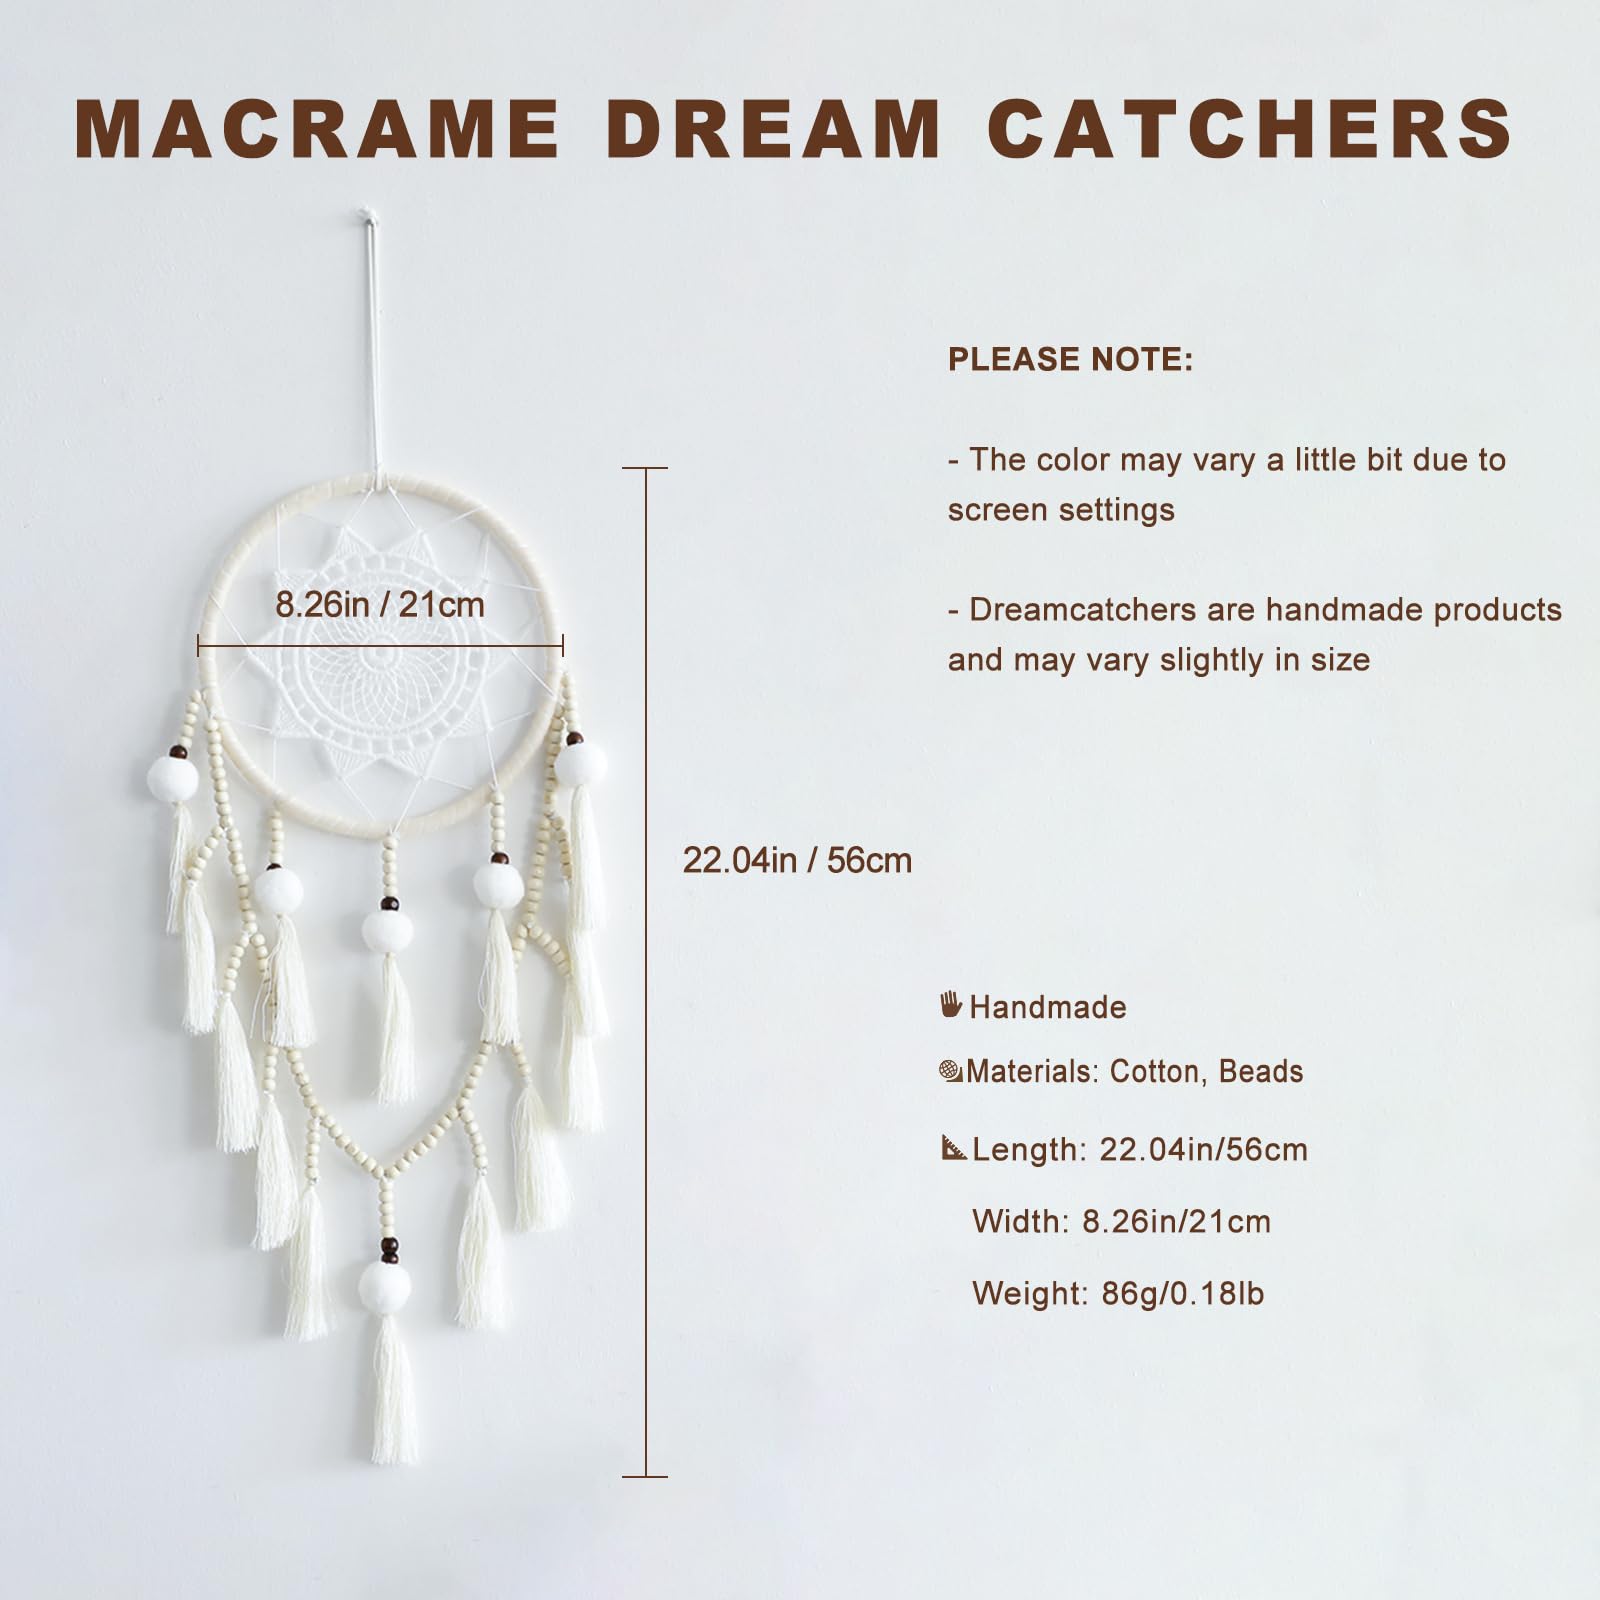 MACRAME DREAM CATCHERS
PLEASE NOTE:
- The color may vary a little bit due to
screen settings
- Dreamcatchers are handmade products
and may vary slightly in size
8.26in / 21cm
22.04in / 56cm
Handmade
Materials: Cotton, Beads
Length: 22.04in/56cm
Width: 8.26in/21cm
Weight: 86g/0.18lb